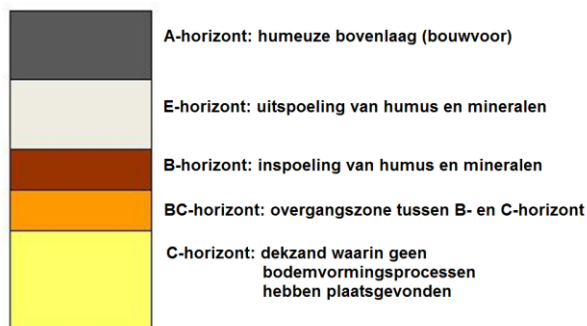 A-horizont: humeuze bovenlaag (bouwvoor)
E-horizont: uitspoeling van humus en mineralen
B-horizont: inspoeling van humus en mineralen
BC-horizont: overgangszone tussen B- en C-horizont
C-horizont: dekzand waarin geen
bodemvormingsprocessen
hebben plaatsgevonden